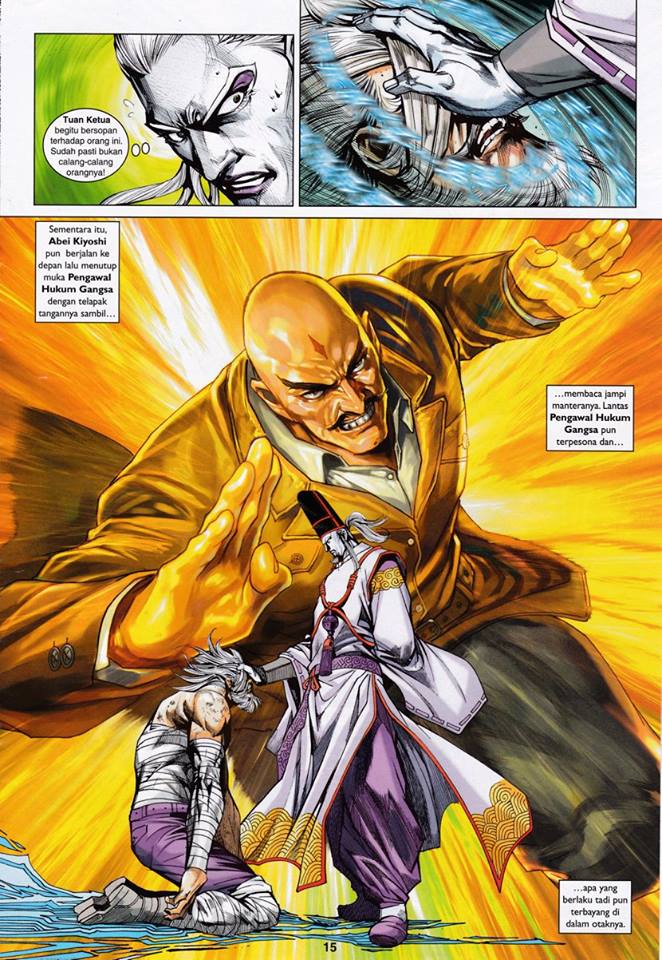 Tuan Ketua
begitu bersopan
terhadap orang ini.
Sudah pasti bukan
calang-calang
orangnya!
Sementara itu,
Abei Kiyoshi
pun berjalan ke
depan lalu menutup
muka Pengawal
Hukum Gangsa
dengan telapak
tangannya sambil...
...membaca jampi
manteranya. Lantas
Pengawal Hukum
Gangsa pun
terpesona dan...
...apa yang
berlaku tadi pun
terbayang di
dalam otaknya.
15